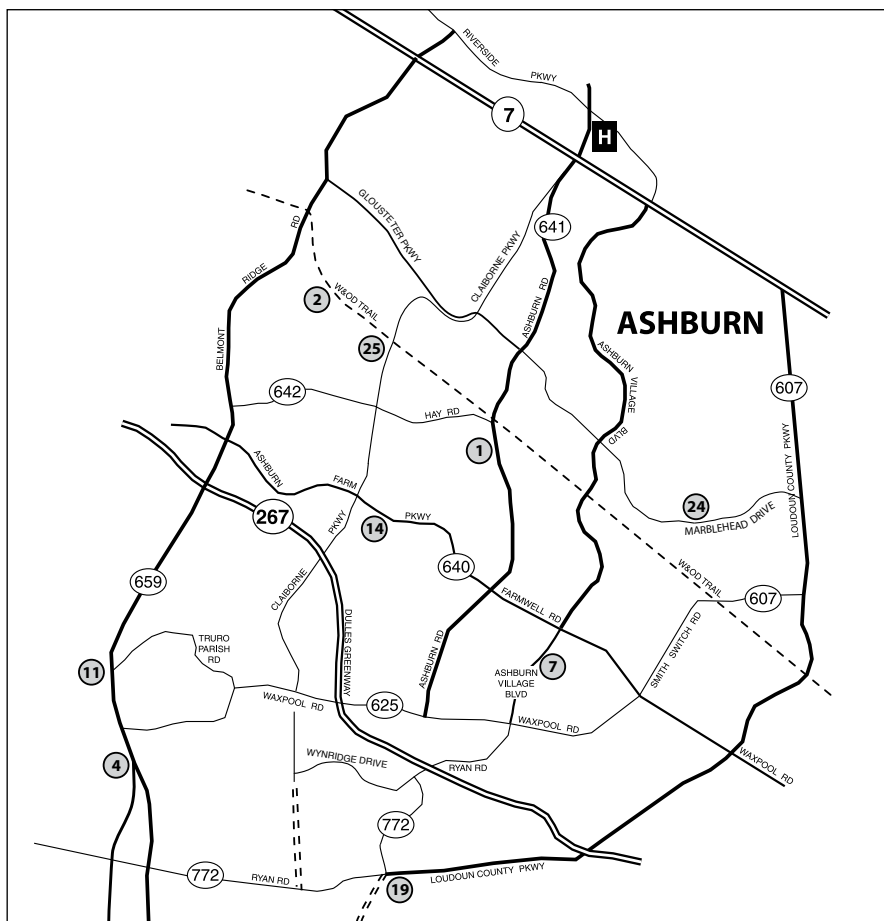 RIVERSIDE
PKWY
7
H
GLOUSTETER PKWY
CLAIBORNE PKWY
641
RD
RIDGE
BELMONT
W&OD TRAIL
2
ASHBURN RD
ASHBURN
25
ASHBURN
VILLAGE
BLVD
607
642
HAY RD
1
LOUDOUN COUNTY PKWY
ASHBURN
FARM
PKWY
267
14
PKWY
24
MARBLEHEAD DRIVE
640
659
CLAIBORNE
DULLES GREENWAY
FARMWELL RD
W&OD TRAIL
607
SMITH SWITCH RD
TRURO
PARISH
RD
11
ASHBURN RD
7
ASHBURN
VILLAGE
BLVD
WAXPOOL RD
625
WAXPOOL RD
WAXPOOL RD
4
WYNRIDGE DRIVE
RYAN RD
772
772
RYAN RD
19
LOUDOUN COUNTY PKWY